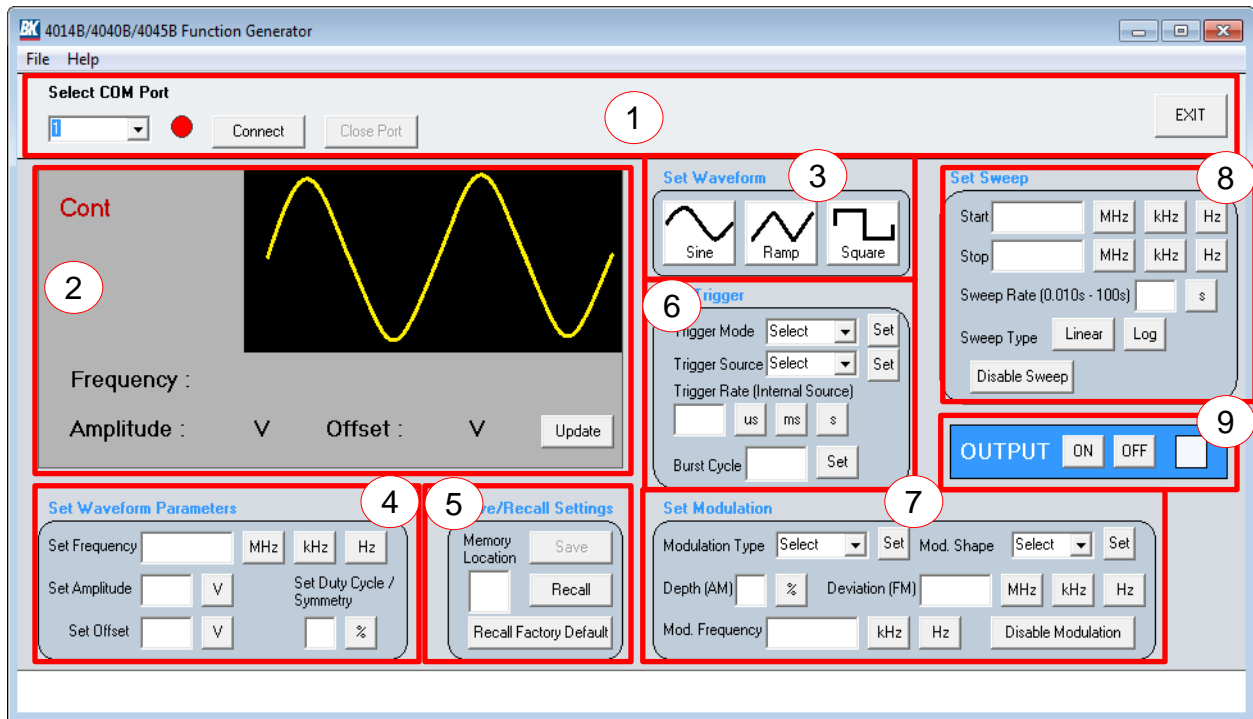 BK 4014B/4040B/4045B Function Generator
File Help
Select COM Port
1
Connect
Close Port
1
EXIT
Cont
2
Frequency :
Amplitude : V Offset : V Update
Set Waveform 3
Sine Ramp Square
6 Trigger
Trigger Mode Select Set
Trigger Source Select Set
Trigger Rate (Internal Source)
us ms s
Burst Cycle Set
Set Sweep 8
Start MHz kHz Hz
Stop MHz kHz Hz
Sweep Rate (0.010s - 100s) s
Sweep Type Linear Log
Disable Sweep
9
OUTPUT ON OFF
Set Waveform Parameters 4
Set Frequency MHz kHz Hz
Set Amplitude V Set Duty Cycle /
Symmetry
Set Offset V %
5 /Recall Settings
Memory
Location
Save
Recall
Recall Factory Default
Set Modulation 7
Modulation Type Select Set Mod. Shape Select Set
Depth (AM) % Deviation (FM) MHz kHz Hz
Mod. Frequency kHz Hz Disable Modulation